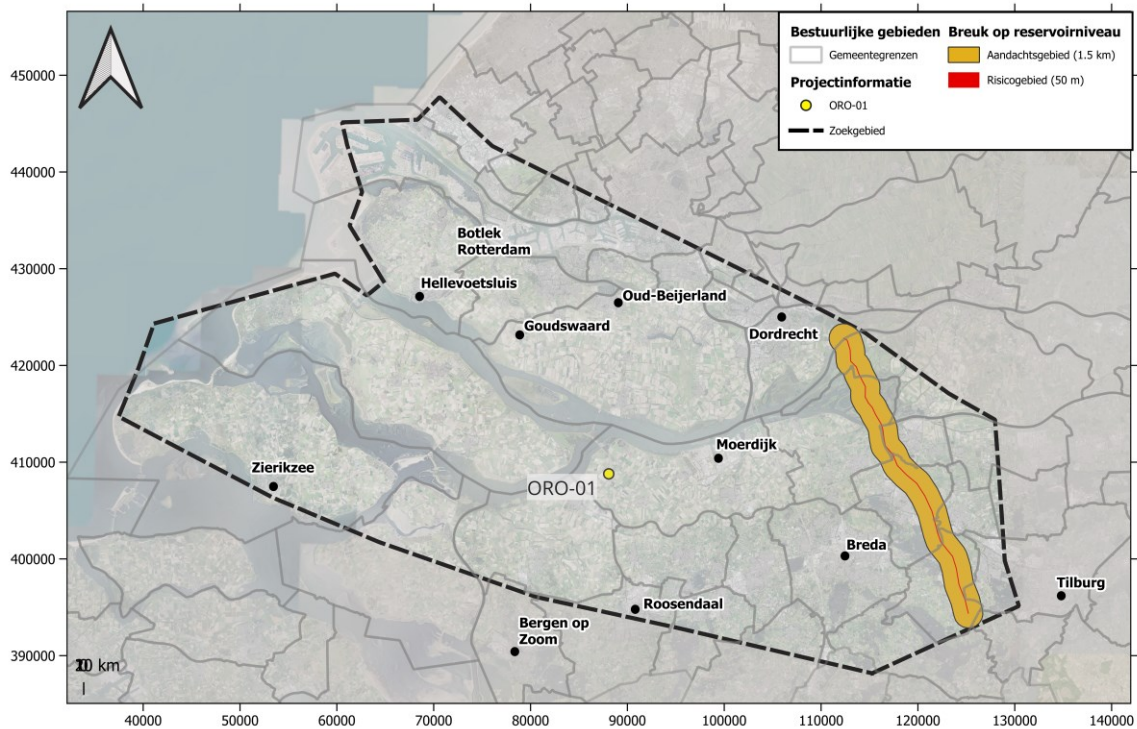 Bestuurlijke gebieden
Gemeentegrenzen
Projectinformatie
ORO-01
Zoekgebied
Breuk op reservoirniveau
Aandachtsgebied (1.5 km)
Risicogebied (50 m)
450000
440000
430000
420000
410000
400000
390000
Botlek
Rotterdam
Hellevoetsluis
Oud-Beijerland
Goudswaard
Dordrecht
Moerdijk
Zierikzee
ORO-01
Breda
Tilburg
Roosendaal
Bergen op
Zoom
km
40000
50000
60000
70000
80000
90000
100000
110000
120000
130000
140000